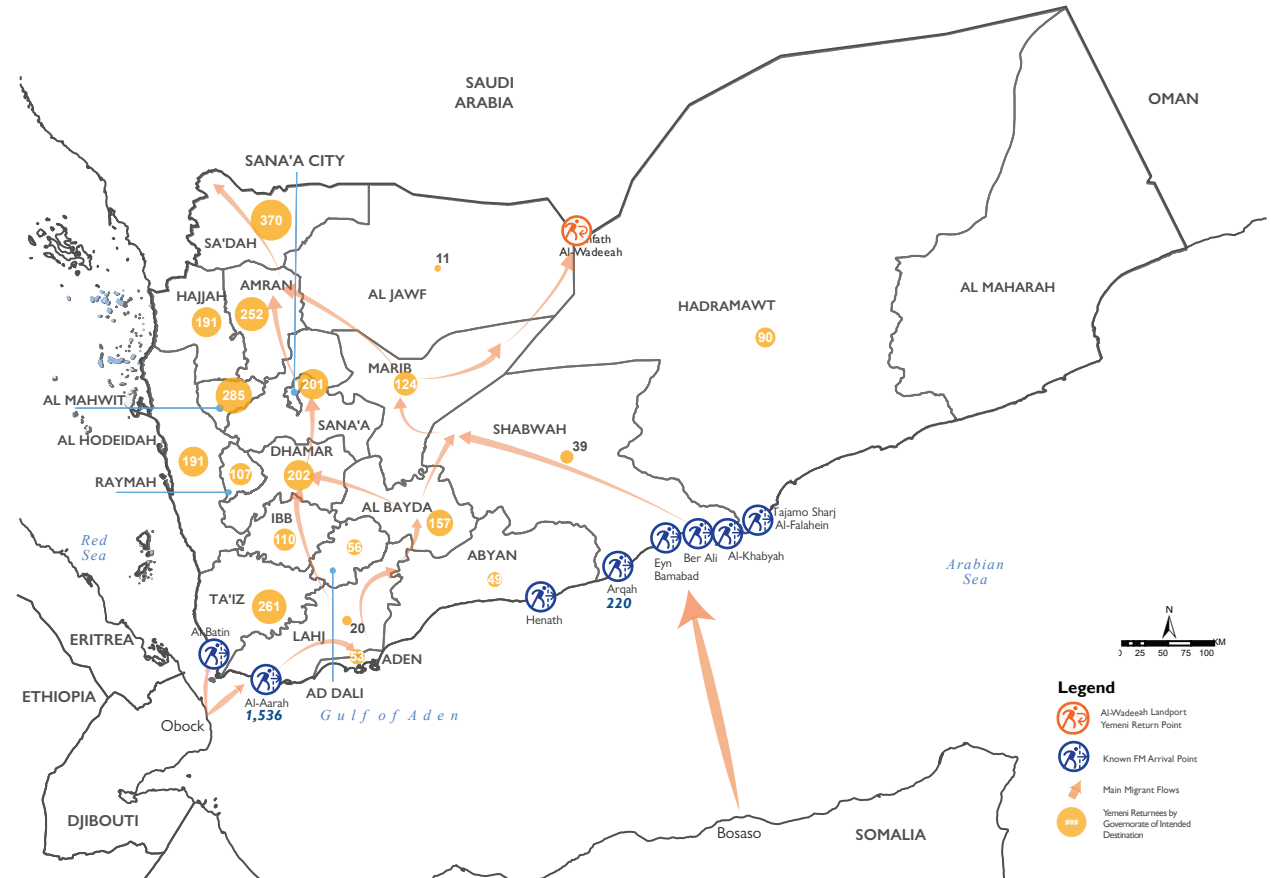 SAUDI
ARABIA
OMAN
SANA'A CITY
370
SA'DAH
Al-Wadeeah
11
AL JAWF
HAJJAH
AMRAN
191
252
HADRAMAWT
90
AL MAHARAH
MARIB
124
201
285
AL MAHWIT
SANA'A
AL HODEIDAH
SHABWAH
39
DHAMAR
191
107
202
RAYMAH
AL BAYDA
157
IBB
110
56
Tajamo Sharj
Al-Falahein
Al-Khabyah
Ber Ali
Eyn
Bamabad
Red
Sea
ABYAN
49
Arqah
220
Arabian
Sea
Henath
TA'IZ
261
20
LAHJ
Al-Batin
ERITREA
53
ADEN
ETHIOPIA
AD DALI
Al-Aarah
1,536
Gulf of Aden
Obock
N
25 50 75 100 KM
Legend
Al-Wadeeah Landport
Yemeni Return Point
Known FM Arrival Point
Main Migrant Flows
###
Yemeni Returnees by
Governorate of Intended
Destination
DJIBOUTI
Bosaso
SOMALIA